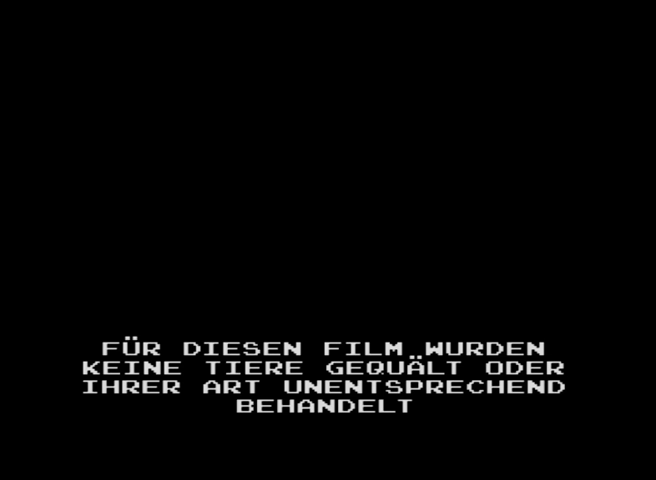 FÜR DIESEN FILM WURDEN
KEINE TIERE GEQUÄLT ODER
IHRER ART UNENTSPRECHEND
BEHANDELT